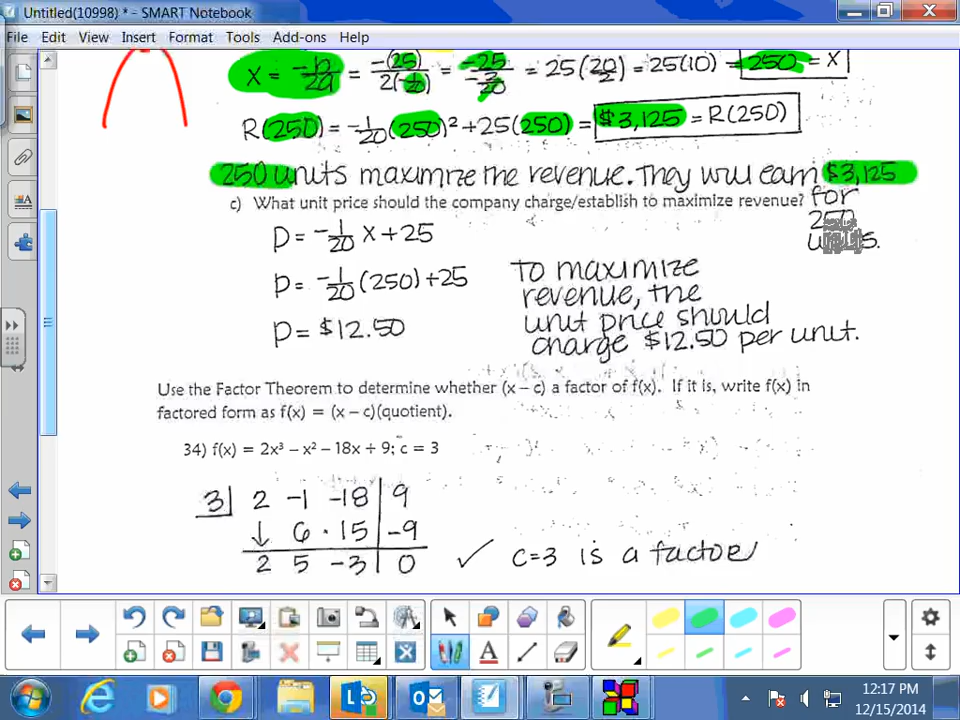 Untitled(10998) * - SMART Notebook
File Edit View Insert Format Tools Add-ons Help
x = -b/2a = -(25)/2(-1/20) = -25/-2/20 = 25(20/2) = 25(10) = 250 = x
R(250) = -1/20(250)² + 25(250) = $3,125 = R(250)
250 units maximize the revenue. They will earn $3,125
for
250
units.
c) What unit price should the company charge/establish to maximize revenue?
p = -1/20 x + 25
p = -1/20 (250) + 25
p = $12.50
to maximize
revenue, the
unit price should
charge $12.50 per unit.
Use the Factor Theorem to determine whether (x – c) a factor of f(x). If it is, write f(x) in
factored form as f(x) = (x – c)(quotient).
34) f(x) = 2x³ – x² – 18x + 9; c = 3
3| 2 -1 -18 | 9
↓ 6 · 15 | -9
2 5 -3 | 0
✓ c=3 is a factor
12:17 PM
12/15/2014